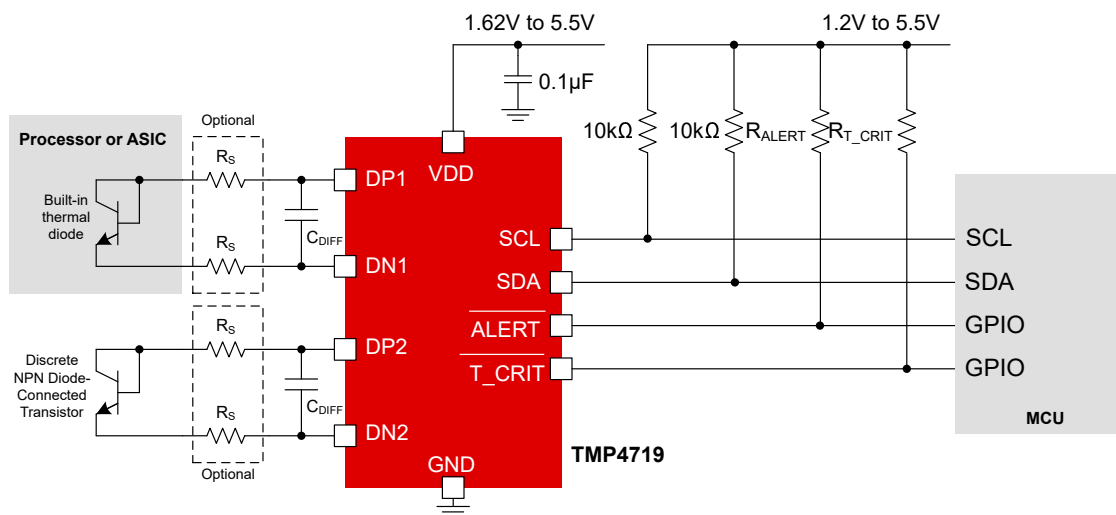 1.62V to 5.5V
1.2V to 5.5V
0.1µF
Optional
Processor or ASIC
Built-in
thermal
diode
RS
RS
CDIFF
10kΩ
10kΩ
RALERT
RT_CRIT
DP1
VDD
DN1
SCL
SDA
ALERT
T_CRIT
SCL
SDA
GPIO
GPIO
MCU
Discrete
NPN Diode-
Connected
Transistor
RS
RS
CDIFF
Optional
DP2
DN2
GND
TMP4719